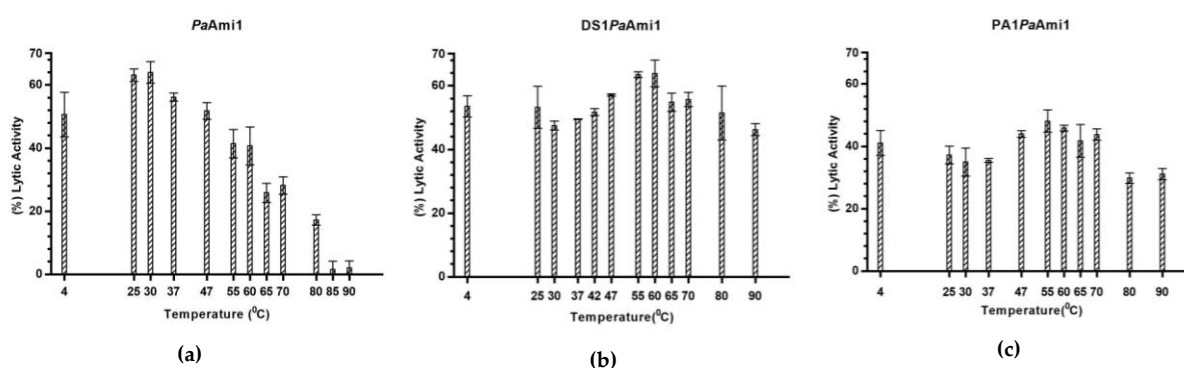 PaAmi1
70
60
40
20
0
(%) Lytic Activity
4 25 30 37 47 55 60 65 70 80 85 90
Temperature (⁰C)
(a)
DS1PaAmi1
70
60
40
20
0
(%) Lytic Activity
4 25 30 37 42 47 55 60 65 70 80 90
Temperature(⁰C)
(b)
PA1PaAmi1
70
60
40
20
0
(%) Lytic Activity
4 25 30 37 47 55 60 65 70 80 90
Temperature(⁰C)
(c)